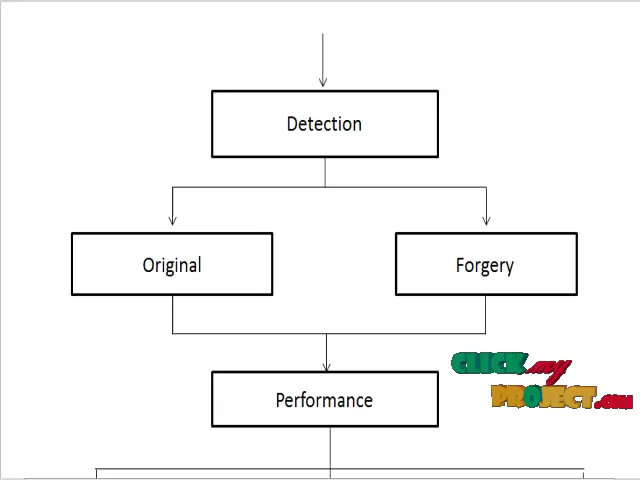 Detection
Original
Forgery
Performance
CLICK my
PROJECT.com